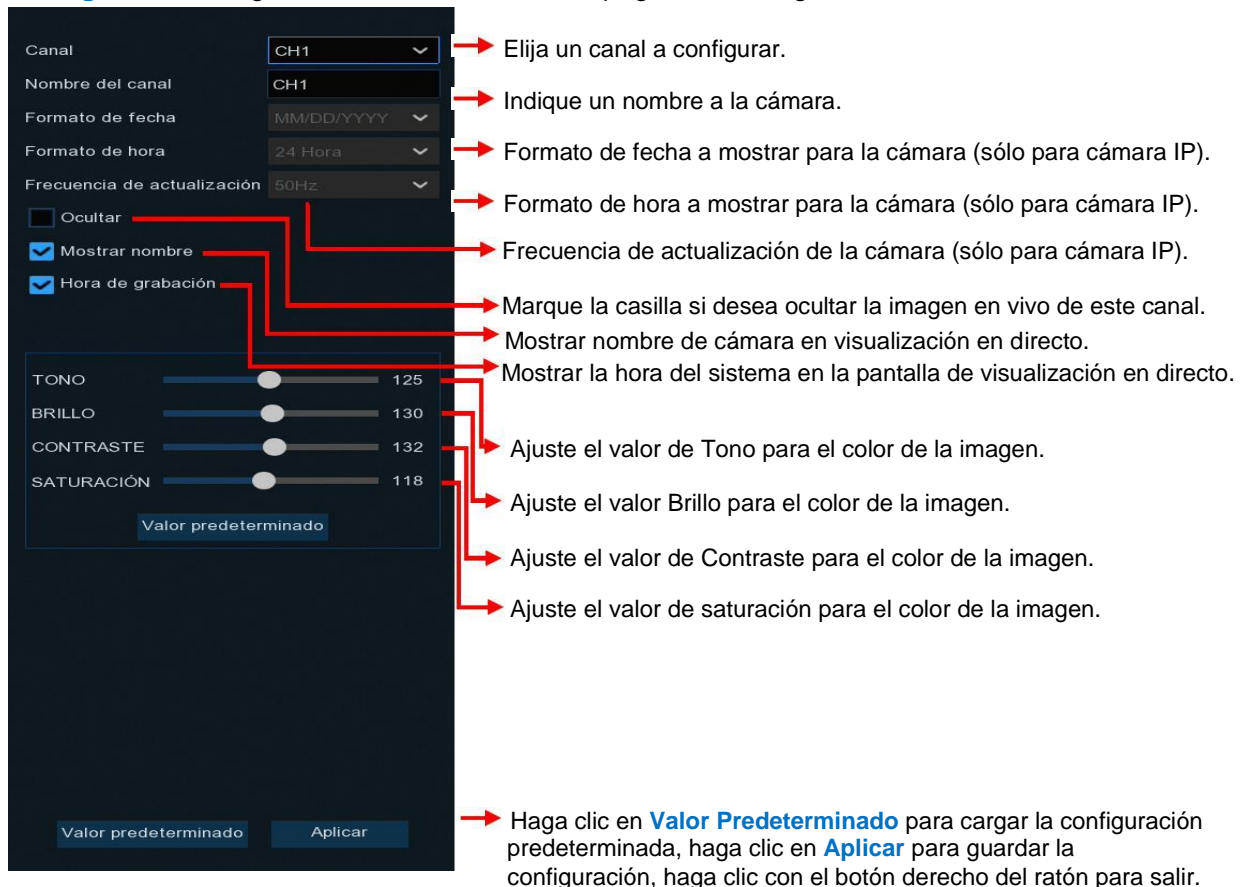 Canal CH1
Elija un canal a configurar.
Nombre del canal CH1
Indique un nombre a la cámara.
Formato de fecha MM/DD/YYYY
Formato de hora 24 Hora
Formato de fecha a mostrar para la cámara (sólo para cámara IP).
Frecuencia de actualización 50Hz
Formato de hora a mostrar para la cámara (sólo para cámara IP).
Ocultar
Mostrar nombre
Frecuencia de actualización de la cámara (sólo para cámara IP).
Hora de grabación
Marque la casilla si desea ocultar la imagen en vivo de este canal.
Mostrar nombre de cámara en visualización en directo.
Mostrar la hora del sistema en la pantalla de visualización en directo.
TONO 125
BRILLO 130
CONTRASTE 132
SATURACIÓN 118
Valor predeterminado
Ajuste el valor de Tono para el color de la imagen.
Ajuste el valor Brillo para el color de la imagen.
Ajuste el valor de Contraste para el color de la imagen.
Ajuste el valor de saturación para el color de la imagen.
Valor predeterminado Aplicar
Haga clic en Valor Predeterminado para cargar la configuración
predeterminada, haga clic en Aplicar para guardar la
configuración, haga clic con el botón derecho del ratón para salir.